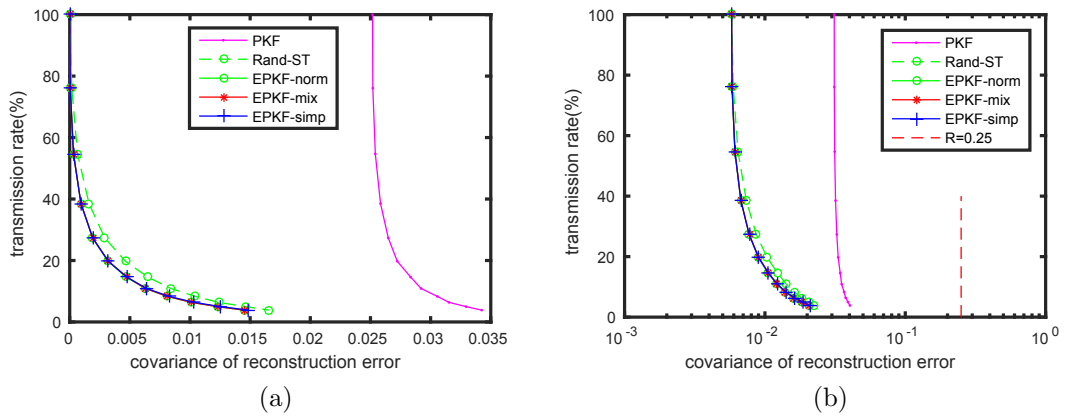 100
80
60
40
20
0
transmission rate(%)
PKF
Rand-ST
EPKF-norm
EPKF-mix
EPKF-simp
0 0.005 0.01 0.015 0.02 0.025 0.03 0.035
covariance of reconstruction error
(a)
100
80
60
40
20
0
transmission rate(%)
PKF
Rand-ST
EPKF-norm
EPKF-mix
EPKF-simp
R=0.25
10^-3 10^-2 10^-1 10^0
covariance of reconstruction error
(b)